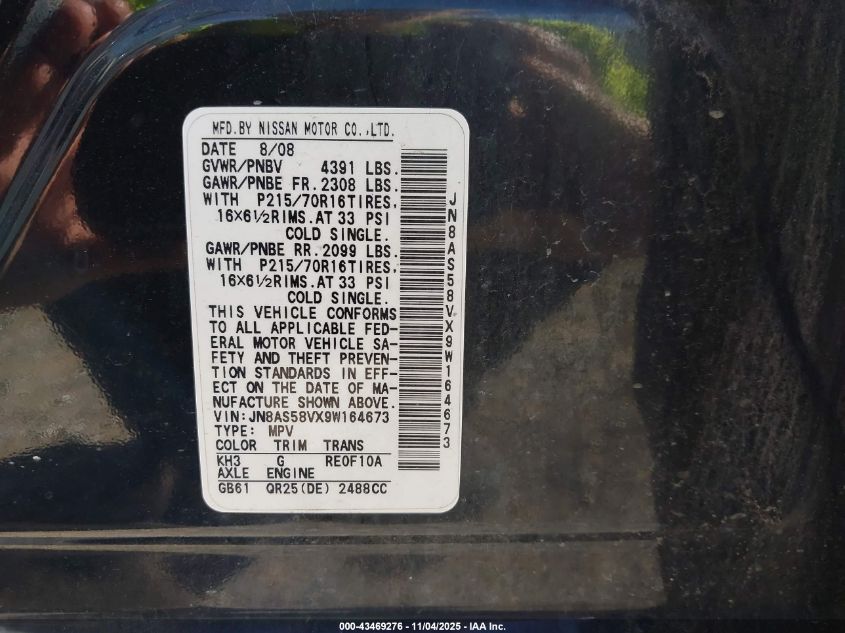 MFD.BY NISSAN MOTOR CO.,LTD.
DATE 8/08
GVWR/PNBV 4391 LBS.
GAWR/PNBE FR.2308 LBS.
WITH P215/70R16TIRES,
16X6½RIMS.AT 33 PSI
COLD SINGLE.
GAWR/PNBE RR.2099 LBS.
WITH P215/70R16TIRES,
16X6½RIMS.AT 33 PSI
COLD SINGLE.
THIS VEHICLE CONFORMS
TO ALL APPLICABLE FED-
ERAL MOTOR VEHICLE SA-
FETY AND THEFT PREVEN-
TION STANDARDS IN EFF-
ECT ON THE DATE OF MA-
NUFACTURE SHOWN ABOVE.
VIN:JN8AS58VX9W164673
TYPE: MPV
COLOR TRIM TRANS
KH3 G RE0F10A
AXLE ENGINE
GB61 QR25(DE) 2488CC
JN8AS58VX9W164673
000-43469276 - 11/04/2025 - IAA Inc.